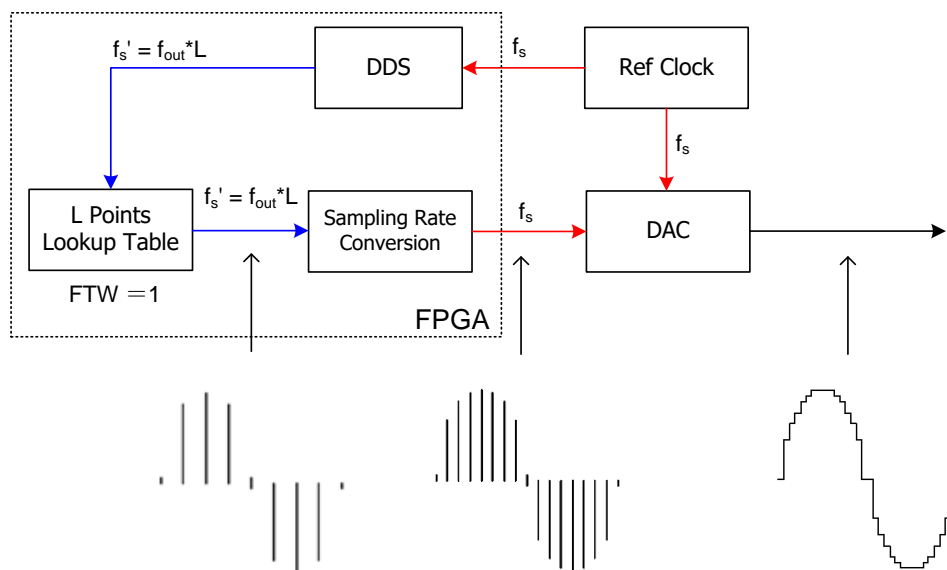 fs' = fout*L
DDS
fs
Ref Clock
fs
L Points
Lookup Table
fs' = fout*L
Sampling Rate
Conversion
fs
DAC
FTW =1
FPGA